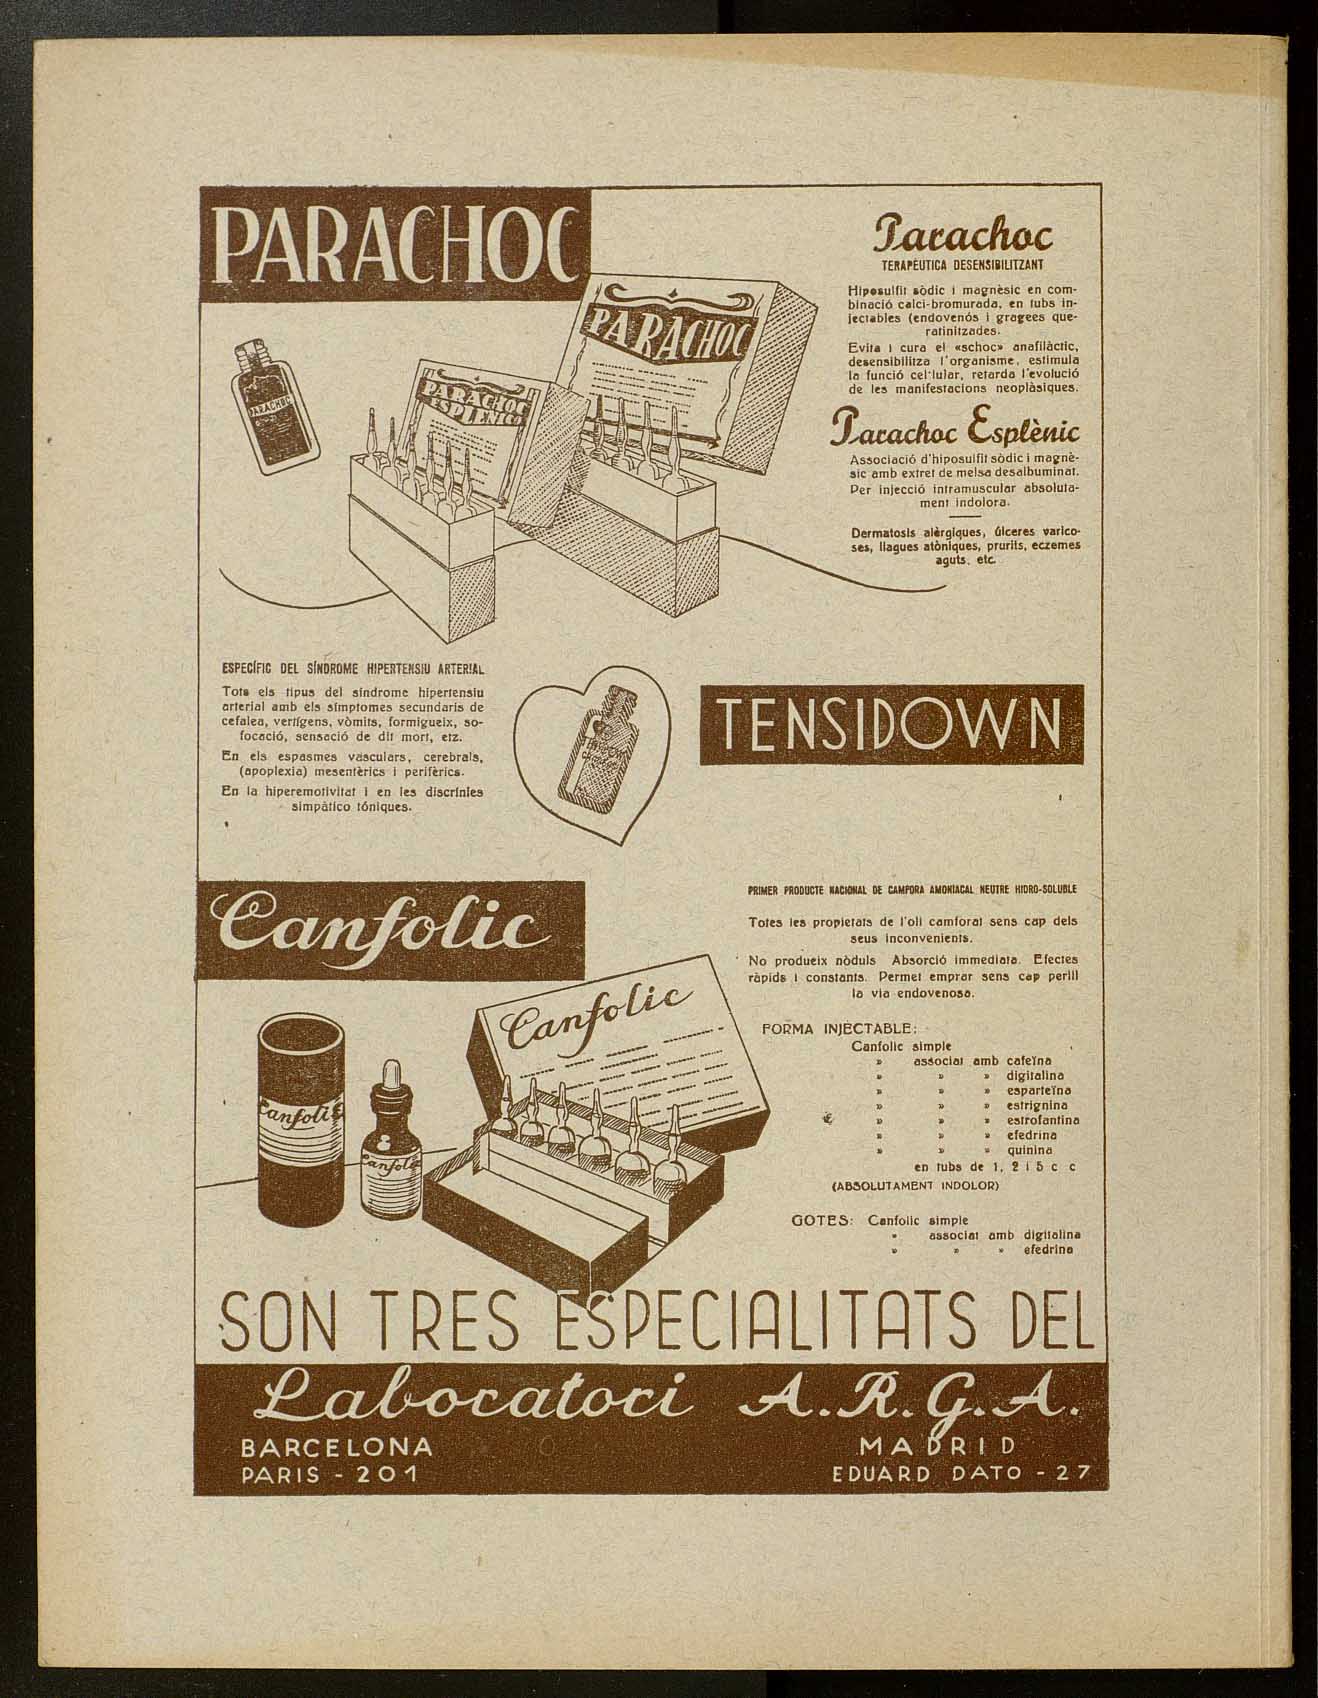 PARACHOC
Parachoc
TERAPÈUTICA DESENSIBILITZANT
Hiposulfit sòdic i magnèsic en com-
binació calci-bromurada, en tubs in-
jectables (endovenós i gragees que-
ratinitzades.
Evita i cura el «schoc» anafilàctic,
desensibilitza l'organisme, estimula
la funció cel·lular, retarda l'evolució
de les manifestacions neoplàsiques.
Parachoc Esplènic
Associació d'hiposulfit sòdic i magnè-
sic amb extret de melsa desalbuminat.
Per injecció intramuscular absoluta-
ment indolora.
Dermatosis alèrgiques, úlceres varico-
ses, llagues atòniques, prurits, eczemes
aguts, etc.
PARACHOC
PARACHOC
ESPLENICO
PARACHOC
ESPECÍFIC DEL SÍNDROME HIPERTENSIU ARTERIAL
Tots els tipus del síndrome hipertensiu
arterial amb els símptomes secundaris de
cefalea, vertígens, vòmits, formigueix, so-
focació, sensació de dit mort, etz.
En els espasmes vasculars, cerebrals,
(apoplexia) mesentèrics i perifèrics.
En la hiperemotivitat i en les discrínies
simpàtico tóniques.
TENSIDOWN
Canfolic
PRIMER PRODUCTE NACIONAL DE CAMFORA AMONIACAL NEUTRE HIDRO-SOLUBLE
Totes les propietats de l'oli camforat sens cap dels
seus inconvenients.
No produeix nòduls Absorció immediata. Efectes
ràpids i constants. Permet emprar sens cap perill
la via endovenosa.
FORMA INJECTABLE:
Canfolic simple
» associat amb cafeïna
» » » digitalina
» » » esparteïna
» » » estrignina
» » » estrofantina
» » » efedrina
» » » quinina
en tubs de 1, 2 i 5 c c
(ABSOLUTAMENT INDOLOR)
GOTES: Canfolic simple
» associat amb digitalina
» » » efedrina
Canfolic
Canfolic
Canfolic
SON TRES ESPECIALITATS DEL
Laboratori A.R.G.A.
BARCELONA
PARIS - 201
MADRID
EDUARD DATO - 27